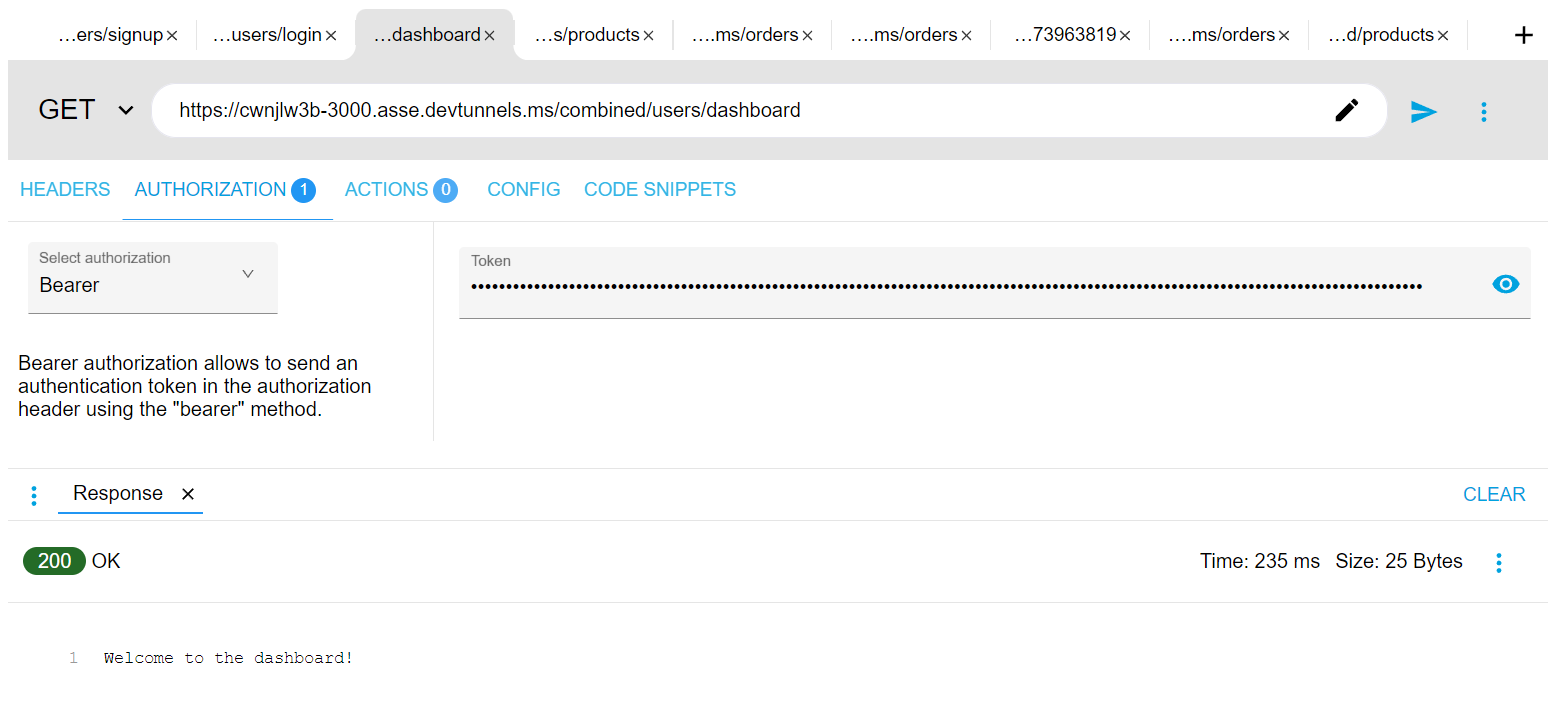 …ers/signup× …users/login× …dashboard× …s/products× ….ms/orders× ….ms/orders× …73963819× ….ms/orders× …d/products× +
GET https://cwnjlw3b-3000.asse.devtunnels.ms/combined/users/dashboard
HEADERS AUTHORIZATION 1 ACTIONS 0 CONFIG CODE SNIPPETS
Select authorization
Bearer
Token
••••••••••••••••••••••••••••••••••••••••••••••••••••••••••••••••••••••••••••••••••••••••••••••••••••••••••••••••••••••••••••••••••••••••
Bearer authorization allows to send an
authentication token in the authorization
header using the "bearer" method.
Response × CLEAR
200 OK Time: 235 ms Size: 25 Bytes
1 Welcome to the dashboard!